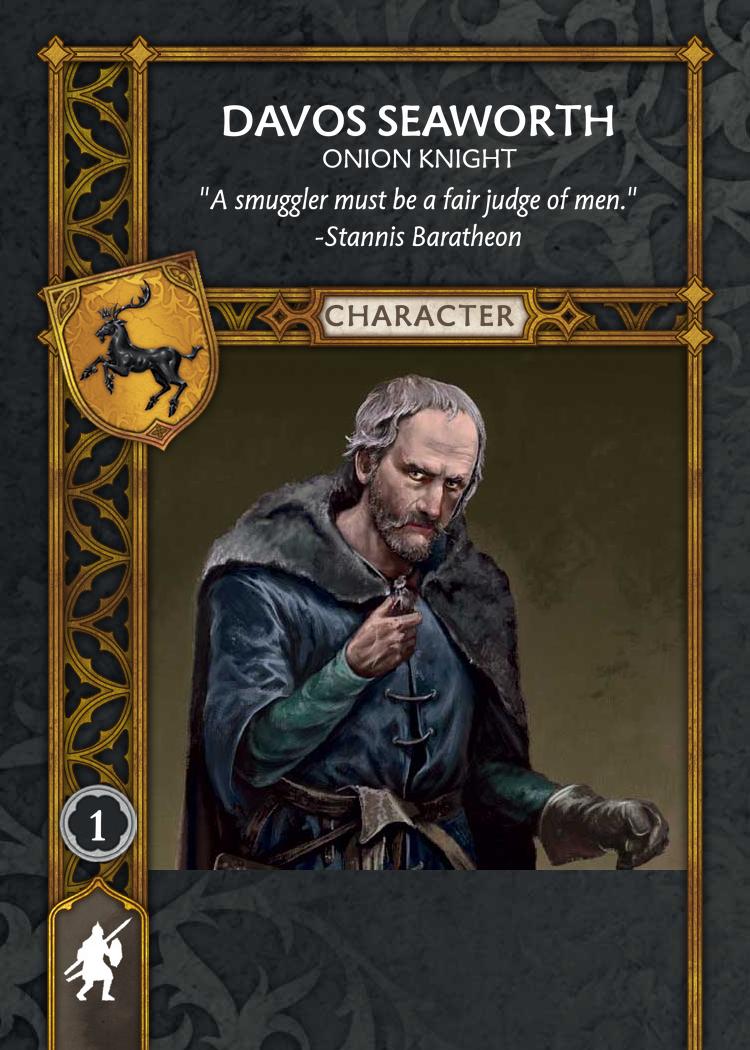 DAVOS SEAWORTH
ONION KNIGHT
"A smuggler must be a fair judge of men."
-Stannis Baratheon
CHARACTER
1